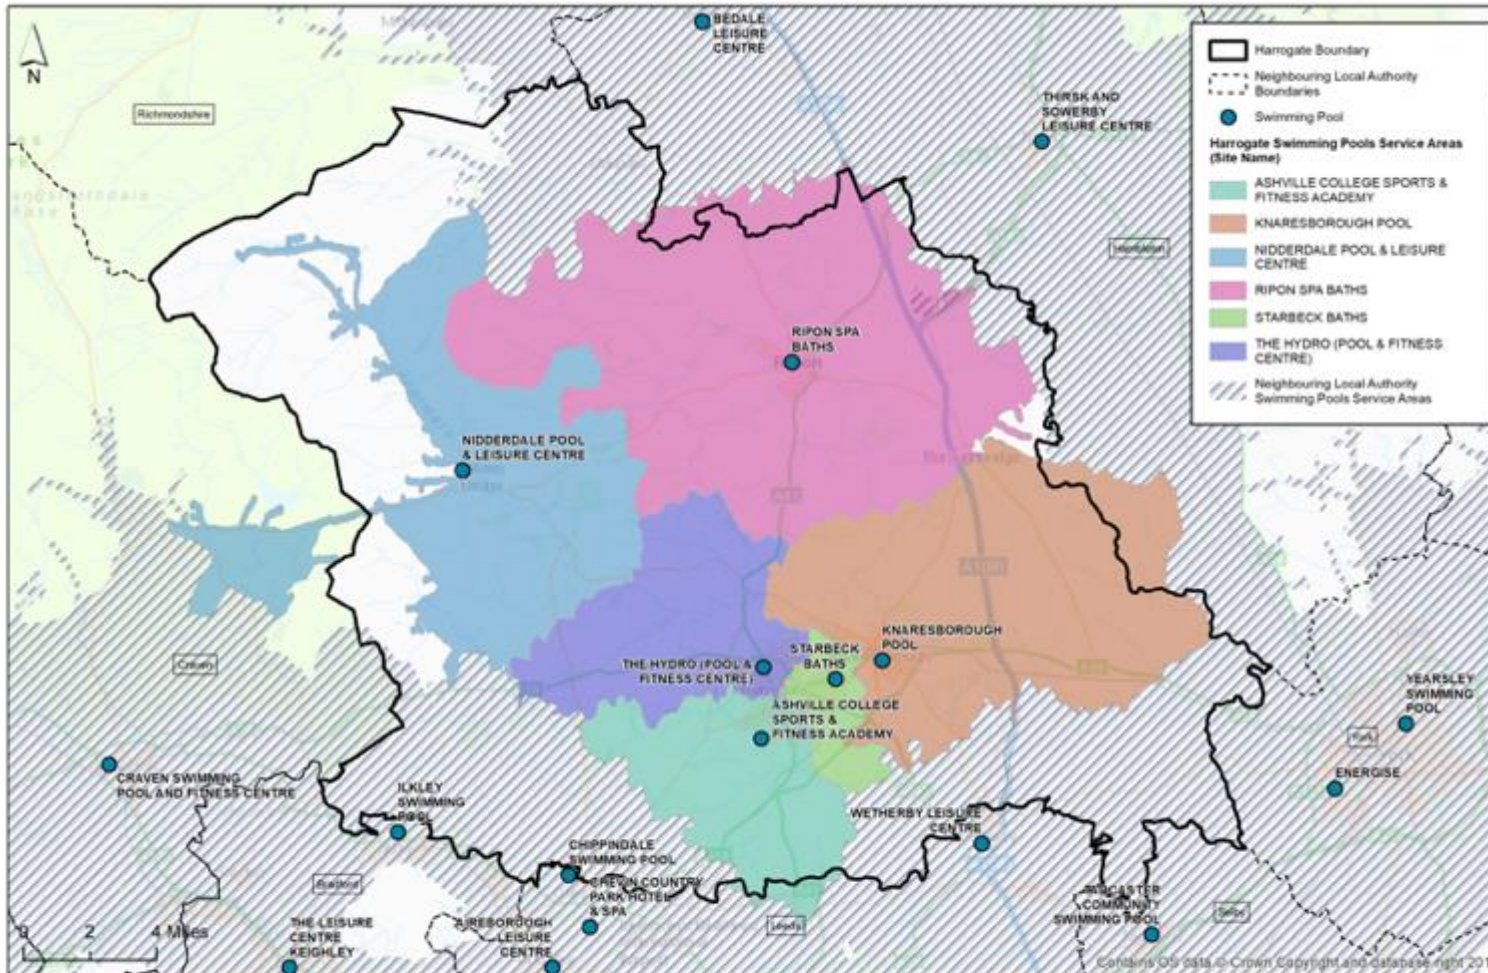 BEDALE
LEISURE
CENTRE
N
Richmondshire
THIRSK AND
SOWERBY
LEISURE CENTRE
Hambleton
Harrogate Boundary
Neighbouring Local Authority
Boundaries
Swimming Pool
Harrogate Swimming Pools Service Areas
(Site Name)
ASHVILLE COLLEGE SPORTS &
FITNESS ACADEMY
KNARESBOROUGH POOL
NIDDERDALE POOL & LEISURE
CENTRE
RIPON SPA BATHS
STARBECK BATHS
THE HYDRO (POOL & FITNESS
CENTRE)
Neighbouring Local Authority
Swimming Pools Service Areas
RIPON SPA
BATHS
NIDDERDALE POOL
& LEISURE CENTRE
KNARESBOROUGH
POOL
STARBECK
BATHS
THE HYDRO (POOL &
FITNESS CENTRE)
ASHVILLE COLLEGE
SPORTS &
FITNESS ACADEMY
Craven
YEARSLEY
SWIMMING
POOL
York
ENERGISE
CRAVEN SWIMMING
POOL AND FITNESS CENTRE
ILKLEY
SWIMMING
POOL
WETHERBY LEISURE
CENTRE
CHIPPINDALE
SWIMMING POOL
CHEVIN COUNTRY
PARK HOTEL
& SPA
Bradford
Leeds
Selby
TADCASTER
COMMUNITY
SWIMMING POOL
THE LEISURE
CENTRE
KEIGHLEY
AIREBOROUGH
LEISURE
CENTRE
0 2 4 Miles
Contains OS data © Crown Copyright and database right 201